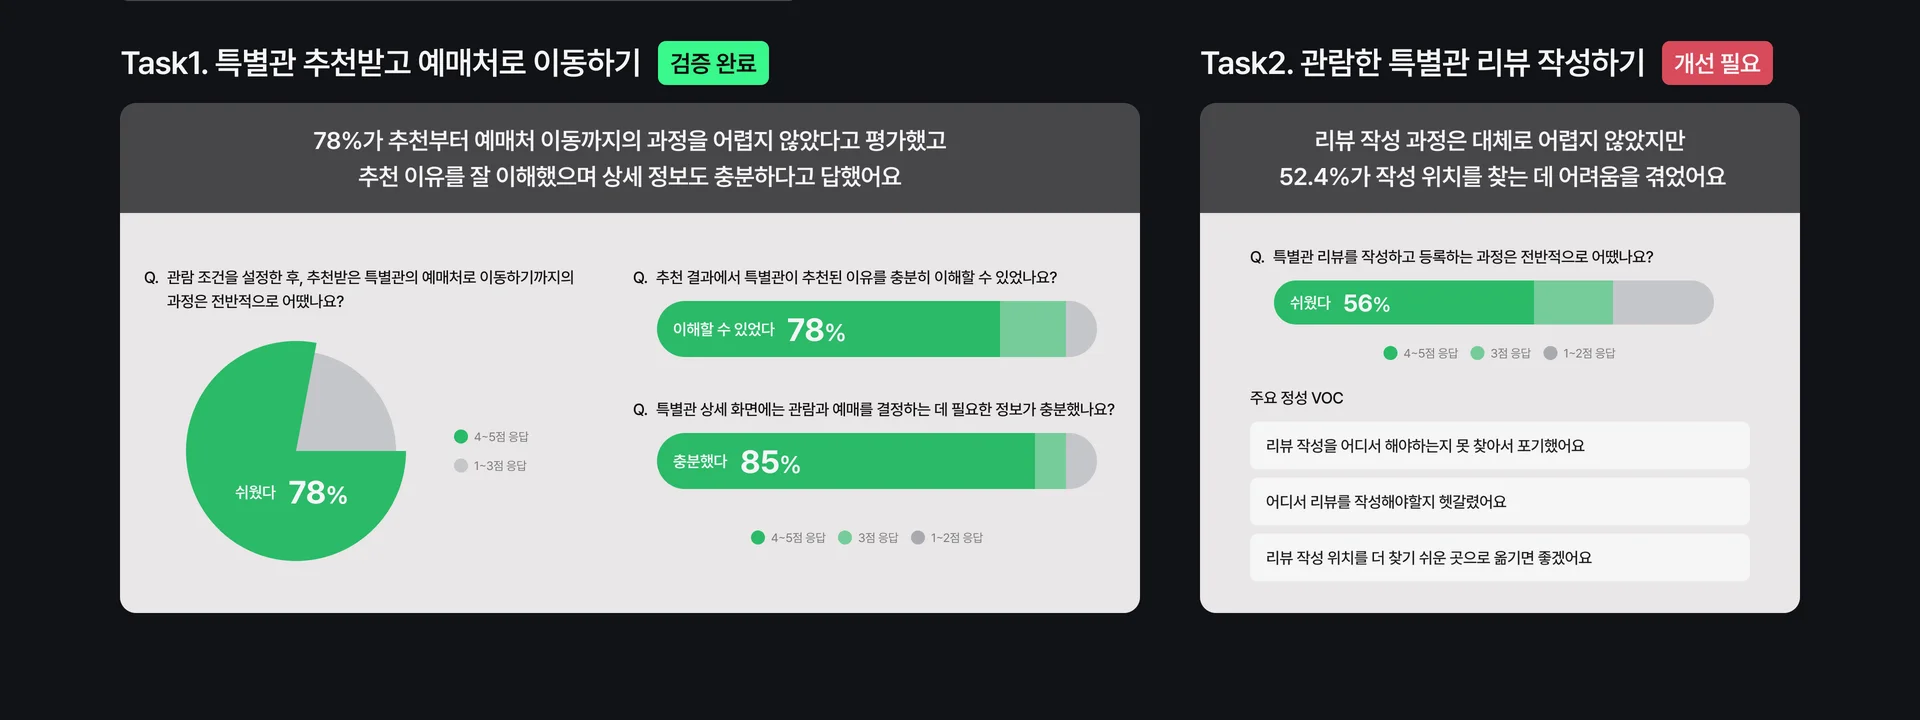 Task1. 특별관 추천받고 예매처로 이동하기
검증 완료
78%가 추천부터 예매처 이동까지의 과정을 어렵지 않았다고 평가했고
추천 이유를 잘 이해했으며 상세 정보도 충분하다고 답했어요
Q. 관람 조건을 설정한 후, 추천받은 특별관의 예매처로 이동하기까지의
과정은 전반적으로 어땠나요?
쉬웠다 78%
4~5점 응답
1~3점 응답
Q. 추천 결과에서 특별관이 추천된 이유를 충분히 이해할 수 있었나요?
이해할 수 있었다 78%
Q. 특별관 상세 화면에는 관람과 예매를 결정하는 데 필요한 정보가 충분했나요?
충분했다 85%
4~5점 응답 3점 응답 1~2점 응답
Task2. 관람한 특별관 리뷰 작성하기
개선 필요
리뷰 작성 과정은 대체로 어렵지 않았지만
52.4%가 작성 위치를 찾는 데 어려움을 겪었어요
Q. 특별관 리뷰를 작성하고 등록하는 과정은 전반적으로 어땠나요?
쉬웠다 56%
4~5점 응답 3점 응답 1~2점 응답
주요 정성 VOC
리뷰 작성을 어디서 해야하는지 못 찾아서 포기했어요
어디서 리뷰를 작성해야할지 헷갈렸어요
리뷰 작성 위치를 더 찾기 쉬운 곳으로 옮기면 좋겠어요